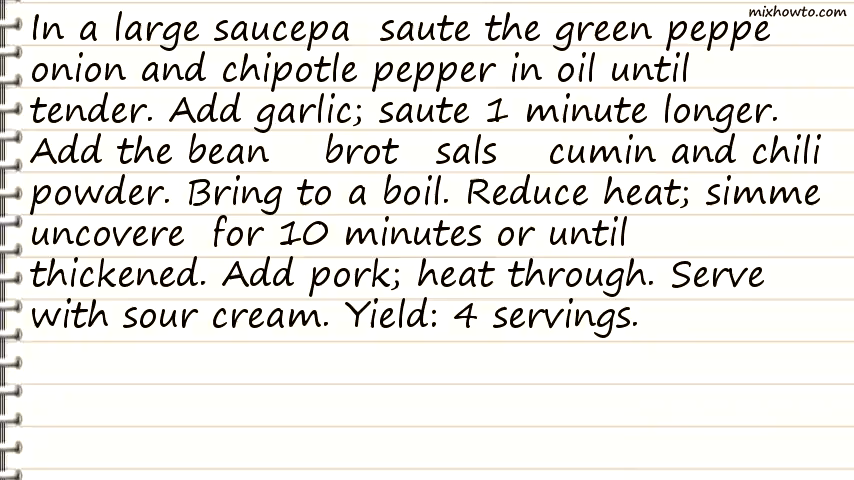 mixhowto.com
In a large saucepa saute the green peppe
onion and chipotle pepper in oil until
tender. Add garlic; saute 1 minute longer.
Add the bean brot sals cumin and chili
powder. Bring to a boil. Reduce heat; simme
uncovere for 10 minutes or until
thickened. Add pork; heat through. Serve
with sour cream. Yield: 4 servings.